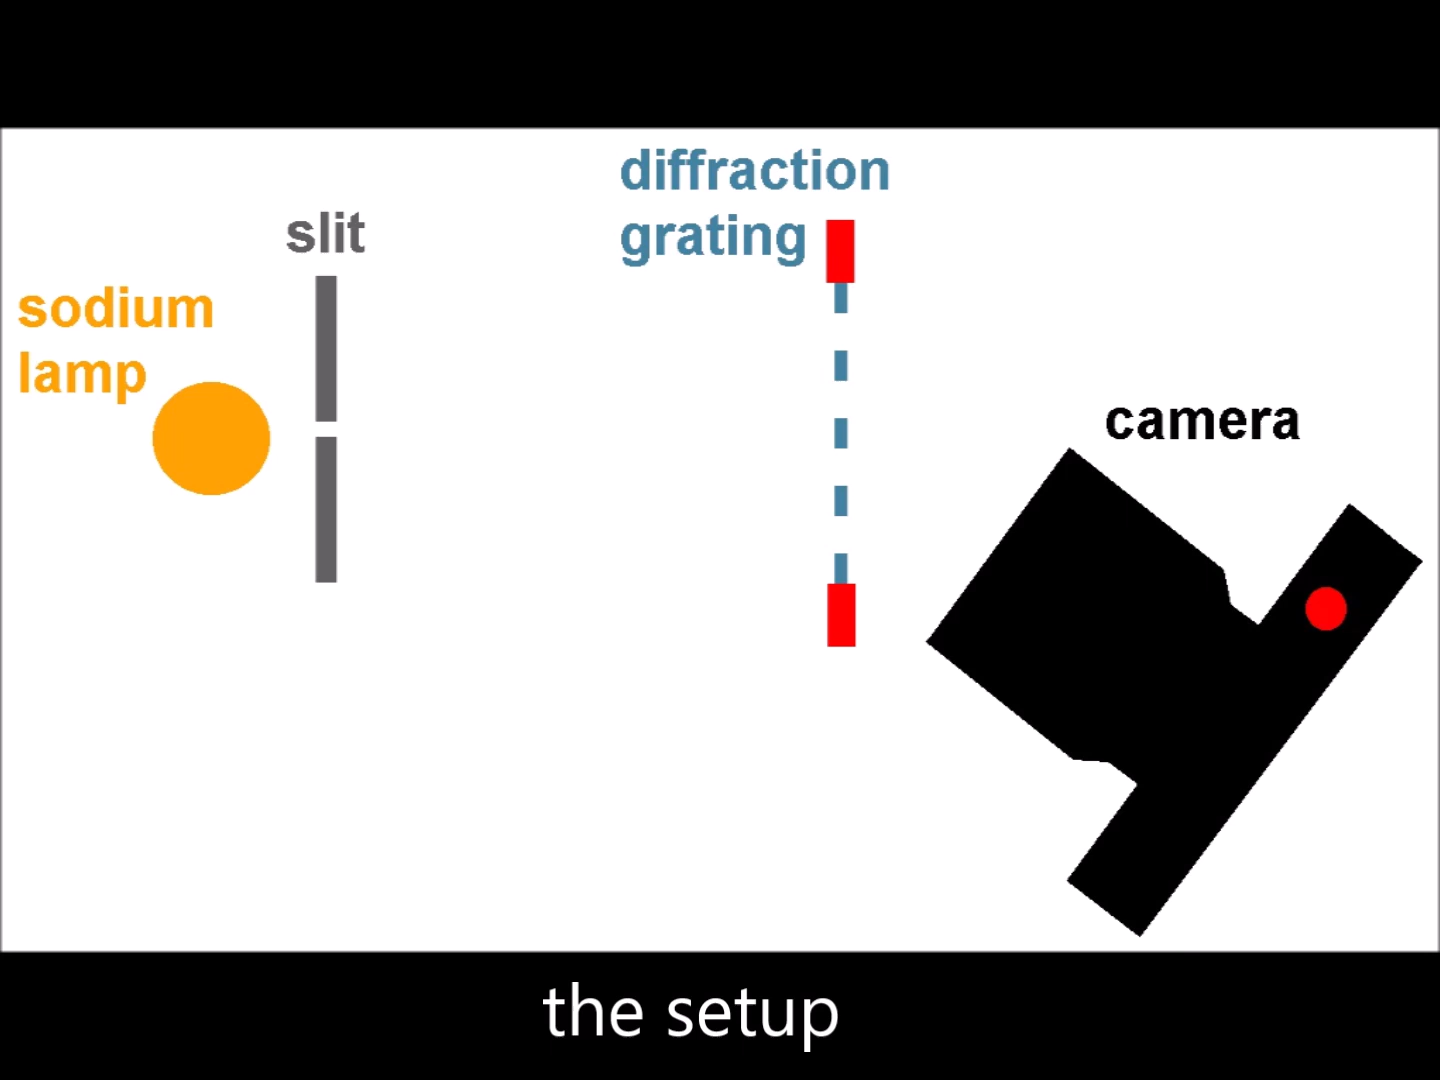 diffraction
grating
slit
sodium
lamp
camera
the setup